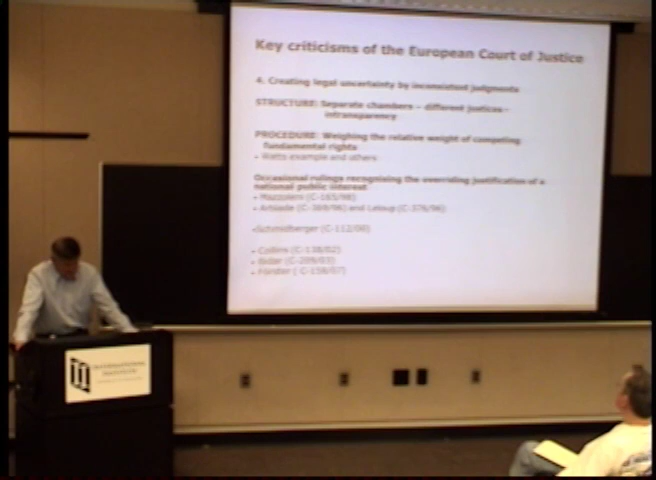 Key criticisms of the European Court of Justice
4. Creating legal uncertainty by inconsistent judgments
STRUCTURE: Separate chambers – different justices -
intransparency
PROCEDURE: Weighing the relative weight of competing
fundamental rights
- Watts example and others
Occasional rulings recognising the overriding justification of a
national public interest
- Mazzoleni (C-165/98)
- Arblade (C-369/96) and Leloup (C-376/96)
-Schmidberger (C-112/00)
- Collins (C-138/02)
- Bidar (C-209/03)
- Förster ( C-158/07)
INTERNATIONAL
INSTITUTE